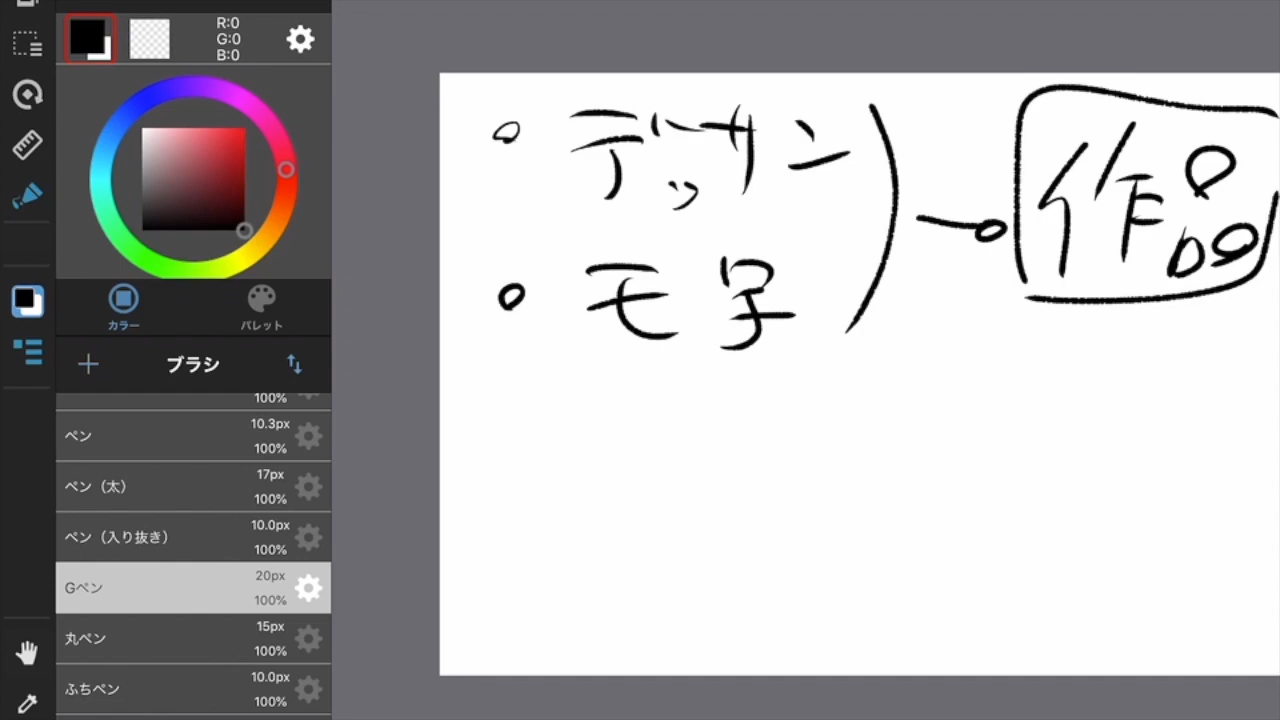 R:0
G:0
B:0
カラー
パレット
ブラシ
100%
ペン
10.3px
100%
ペン（太）
17px
100%
ペン（入り抜き）
10.0px
100%
Gペン
20px
100%
丸ペン
15px
100%
ふちペン
10.0px
100%
・デッサン
・模写
作品